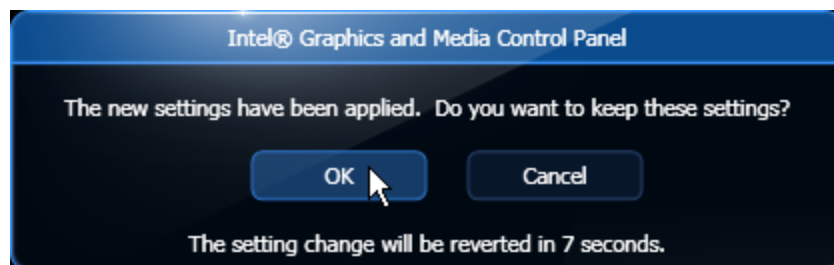 Intel® Graphics and Media Control Panel
The new settings have been applied. Do you want to keep these settings?
OK
Cancel
The setting change will be reverted in 7 seconds.